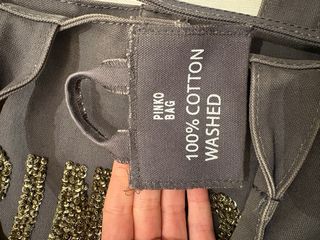 PINKO
BAG
100% COTTON
WASHED